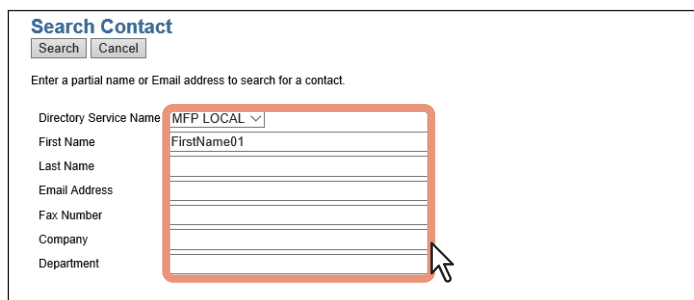 Search Contact
Search Cancel
Enter a partial name or Email address to search for a contact.
Directory Service Name MFP LOCAL
First Name FirstName01
Last Name
Email Address
Fax Number
Company
Department